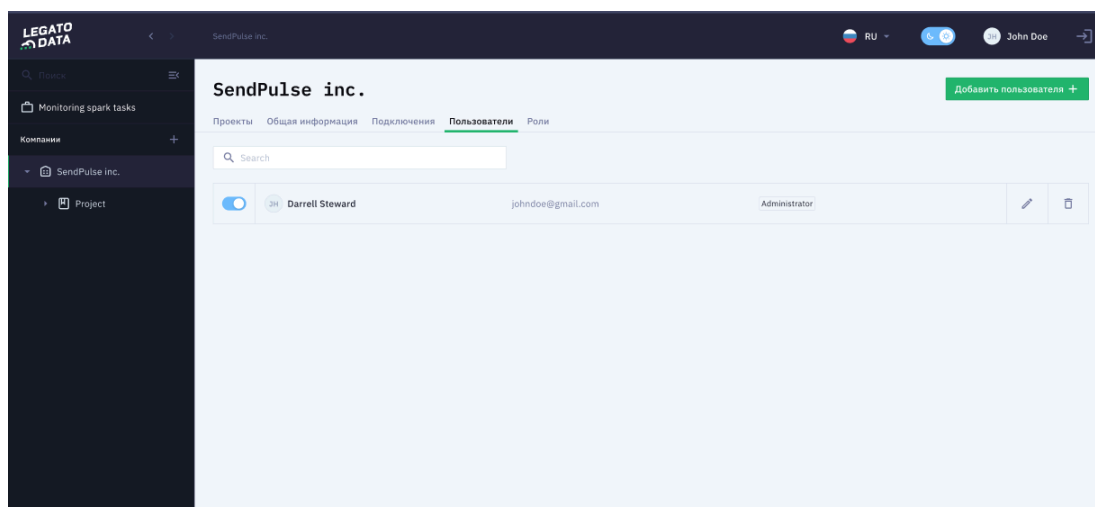 LEGATO
DATA
SendPulse inc.
RU
JH
John Doe
Поиск
Monitoring spark tasks
Компании
SendPulse inc.
Project
SendPulse inc.
Добавить пользователя +
Проекты Общая информация Подключения Пользователи Роли
Search
JH Darrell Steward johndoe@gmail.com Administrator